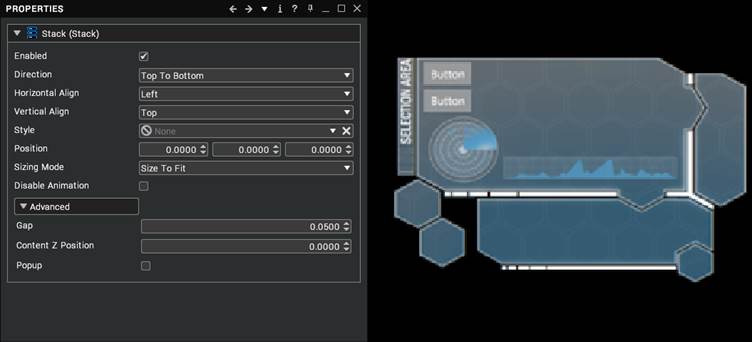 PROPERTIES
Stack (Stack)
Enabled
Direction Top To Bottom
Horizontal Align Left
Vertical Align Top
Style None
Position 0.0000 0.0000 0.0000
Sizing Mode Size To Fit
Disable Animation
Advanced
Gap 0.0500
Content Z Position 0.0000
Popup
SELECTION AREA
Button
Button